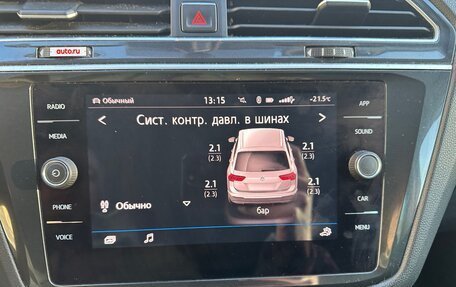 auto.ru
RADIO
MEDIA
PHONE
VOICE
Обычный
13:15
-21.5°C
< Сист. контр. давл. в шинах >
2.1 2.1
(2.3) (2.3)
2.1 2.1
(2.3) (2.3)
Обычно
бар
APP
SOUND
CAR
MENU